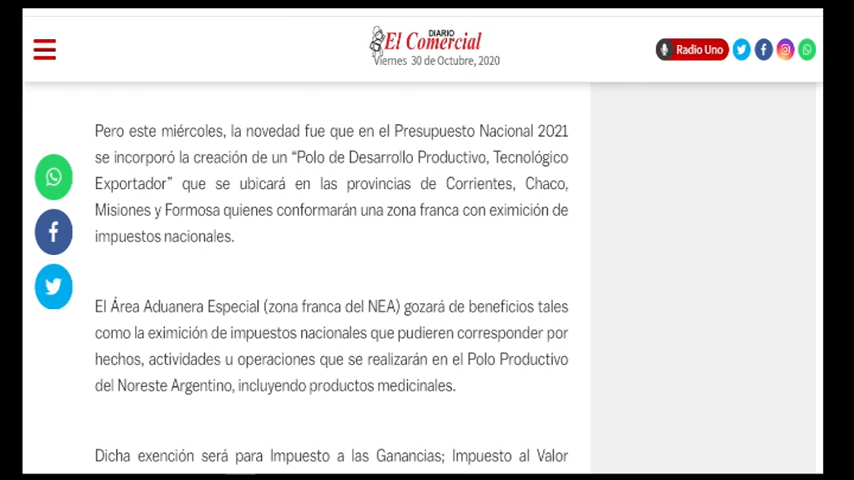 DIARIO
El Comercial
Viernes 30 de Octubre, 2020
Radio Uno
Pero este miércoles, la novedad fue que en el Presupuesto Nacional 2021
se incorporó la creación de un “Polo de Desarrollo Productivo, Tecnológico
Exportador” que se ubicará en las provincias de Corrientes, Chaco,
Misiones y Formosa quienes conformarán una zona franca con eximición de
impuestos nacionales.
El Área Aduanera Especial (zona franca del NEA) gozará de beneficios tales
como la eximición de impuestos nacionales que pudieren corresponder por
hechos, actividades u operaciones que se realizarán en el Polo Productivo
del Noreste Argentino, incluyendo productos medicinales.
Dicha exención será para Impuesto a las Ganancias; Impuesto al Valor